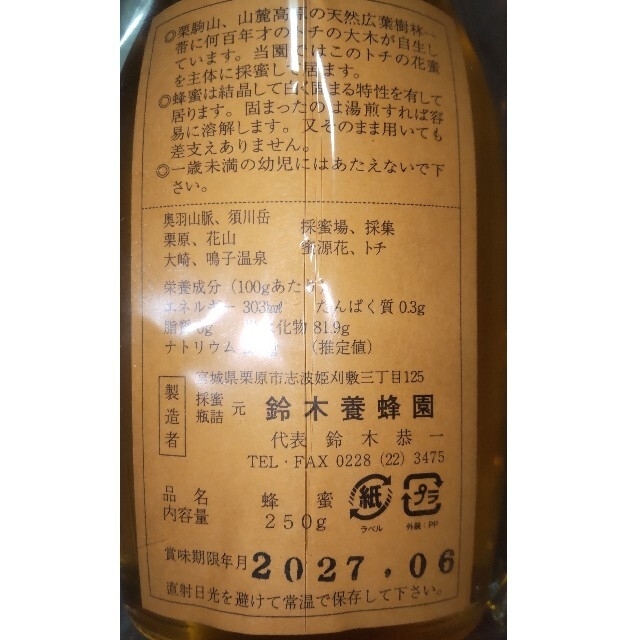 ◎栗駒山、山麓高原の天然広葉樹林一
帯に何百年才のトチの大木が自生し
ています。当園ではこのトチの花蜜
を主体に採蜜して居ます。
◎蜂蜜は結晶して白く固まる特性を有して
居ります。固まったのは湯煎すれば容
易に溶解します。又そのまま用いても
差支えありません。
◎一歳未満の幼児にはあたえないで下
さい。
奥羽山脈、須川岳 採蜜場、採集
栗原、花山 蜜源花、トチ
大崎、鳴子温泉
栄養成分(100gあたり)
エネルギー 303㎉ たんぱく質 0.3g
脂質 0g 炭水化物 81.9g
ナトリウム (推定値)
宮城県栗原市志波姫刈敷三丁目125
製造者 採蜜瓶詰元 鈴木養蜂園
代表 鈴木恭一
TEL・FAX 0228 (22) 3475
品名 蜂蜜
内容量 250g
紙 ラベル
プラ 外装:PP
賞味期限年月 2027.06
直射日光を避けて常温で保存して下さい。